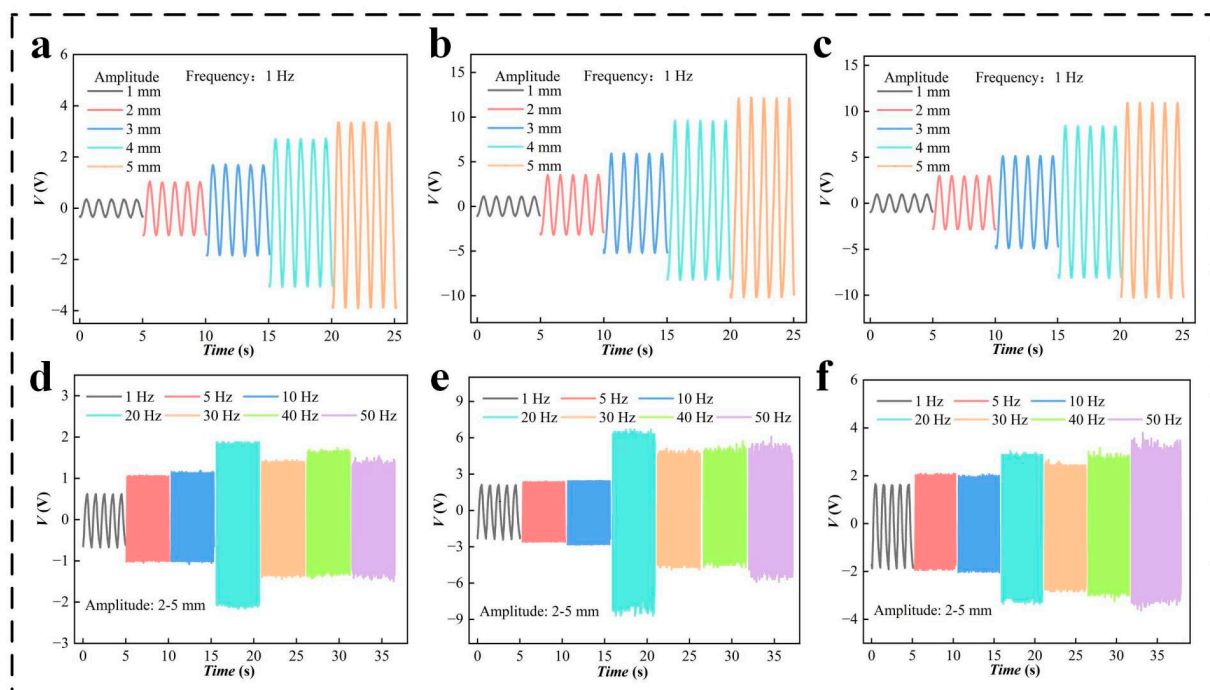 a
Amplitude Frequency：1 Hz
1 mm
2 mm
3 mm
4 mm
5 mm
6
4
2
0
−2
−4
V (V)
0 5 10 15 20 25
Time (s)
b
Amplitude Frequency：1 Hz
1 mm
2 mm
3 mm
4 mm
5 mm
15
10
5
0
−5
−10
V (V)
0 5 10 15 20 25
Time (s)
c
Amplitude Frequency：1 Hz
1 mm
2 mm
3 mm
4 mm
5 mm
15
10
5
0
−5
−10
V (V)
0 5 10 15 20 25
Time (s)
d
1 Hz 5 Hz 10 Hz
20 Hz 30 Hz 40 Hz 50 Hz
3
2
1
0
−1
−2
−3
V (V)
Amplitude: 2-5 mm
0 5 10 15 20 25 30 35
Time (s)
e
1 Hz 5 Hz 10 Hz
20 Hz 30 Hz 40 Hz 50 Hz
9
6
3
0
−3
−6
−9
V (V)
Amplitude: 2-5 mm
0 5 10 15 20 25 30 35
Time (s)
f
1 Hz 5 Hz 10 Hz
20 Hz 30 Hz 40 Hz 50 Hz
6
4
2
0
−2
−4
V (V)
Amplitude: 2-5 mm
0 5 10 15 20 25 30 35
Time (s)